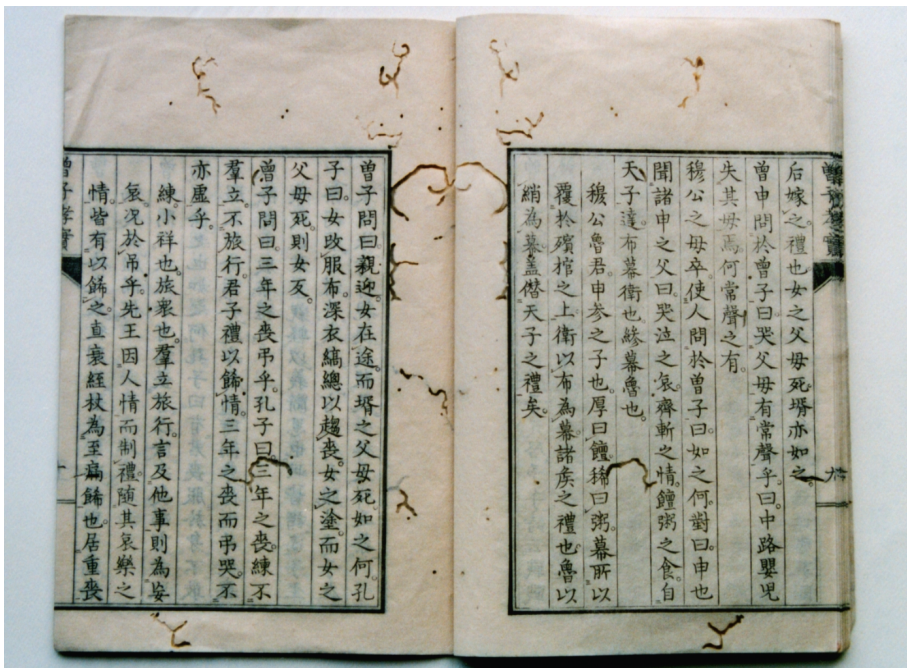 后嫁之。禮也。女之父母死。壻亦如之。
曾申問於曾子曰。哭父母有常聲乎。曰。中路嬰児
失其母焉。何常聲之有。
穆公之母卒。使人問於曾子曰。如之何。對曰。申也
聞諸申之父曰。哭泣之哀。齊斬之情。饘粥之食。自
天子達。布幕衛也。縿幕魯也。
穆公魯君。申參之子也。厚曰饘。稀曰粥。幕所以
覆於殯棺之上。衛以布為幕。諸矦之禮也。魯以
綃為幕。蓋僭天子之禮矣。
曾子問曰。親迎。女在途。而壻之父母死。如之何。孔
子曰。女改服布深衣縞總以趨喪。女之塗。而女之
父母死。則女反。
曾子問曰。三年之喪弔乎。孔子曰。三年之喪。練不
羣立。不旅行。君子禮以餙情。三年之喪而弔哭。不
亦虛乎。
練小祥也。旅衆也。羣立旅行。言及他事則為妄
哀。況於吊乎。先王因人情而制禮。隨其哀樂之
情。皆有以餙之。直衰絰杖為至痛餙也。居重喪
曾子孝實